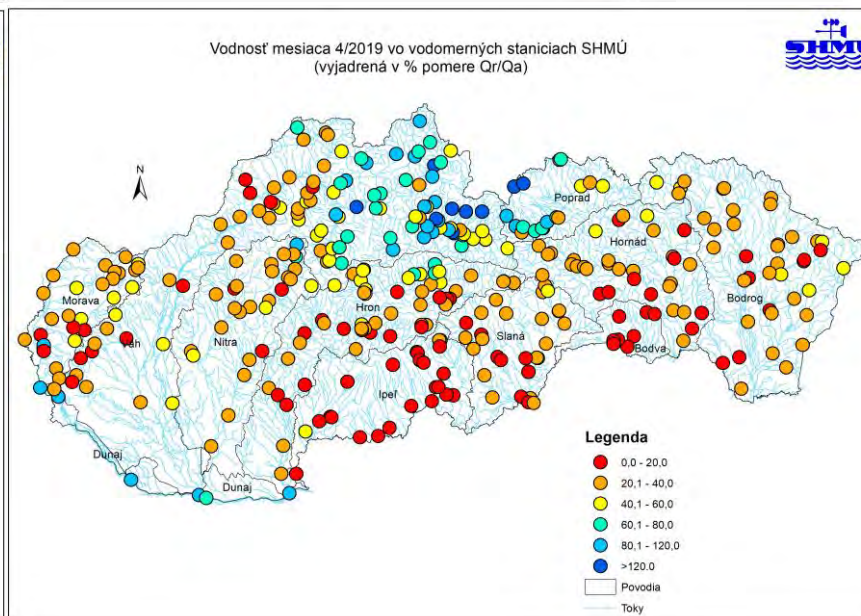 Vodnosť mesiaca 4/2019 vo vodomerných staniciach SHMÚ
(vyjadrená v % pomere Qr/Qa)
SHMÚ
N
Poprad
Hornád
Morava
Hron
Bodrog
Váh
Nitra
Slaná
Bodva
Ipeľ
Dunaj
Dunaj
Legenda
0,0 - 20,0
20,1 - 40,0
40,1 - 60,0
60,1 - 80,0
80,1 - 120,0
>120.0
Povodia
Toky